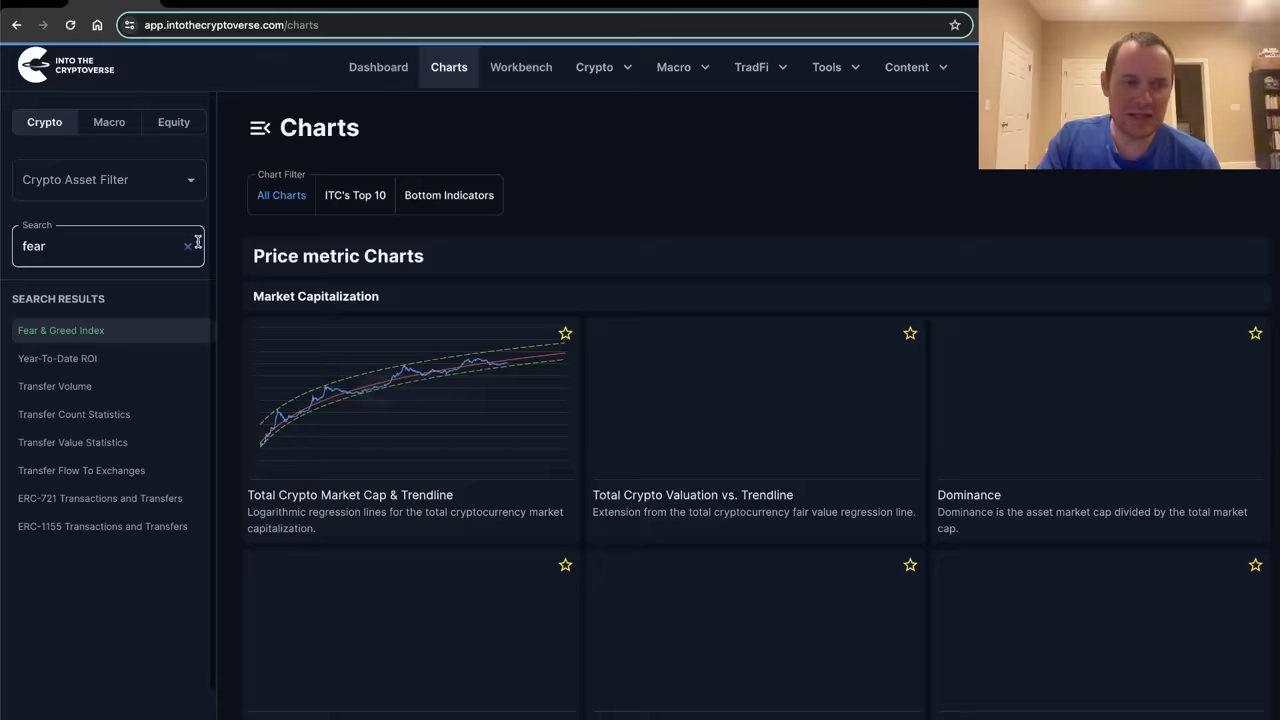 app.intothecryptoverse.com/charts
INTO THE
CRYPTOVERSE
Dashboard
Charts
Workbench
Crypto
Macro
TradFi
Tools
Content
Crypto
Macro
Equity
Crypto Asset Filter
Search
fear
SEARCH RESULTS
Fear & Greed Index
Year-To-Date ROI
Transfer Volume
Transfer Count Statistics
Transfer Value Statistics
Transfer Flow To Exchanges
ERC-721 Transactions and Transfers
ERC-1155 Transactions and Transfers
Charts
Chart Filter
All Charts
ITC's Top 10
Bottom Indicators
Price metric Charts
Market Capitalization
Total Crypto Market Cap & Trendline
Logarithmic regression lines for the total cryptocurrency market
capitalization.
Total Crypto Valuation vs. Trendline
Extension from the total cryptocurrency fair value regression line.
Dominance
Dominance is the asset market cap divided by the total market
cap.